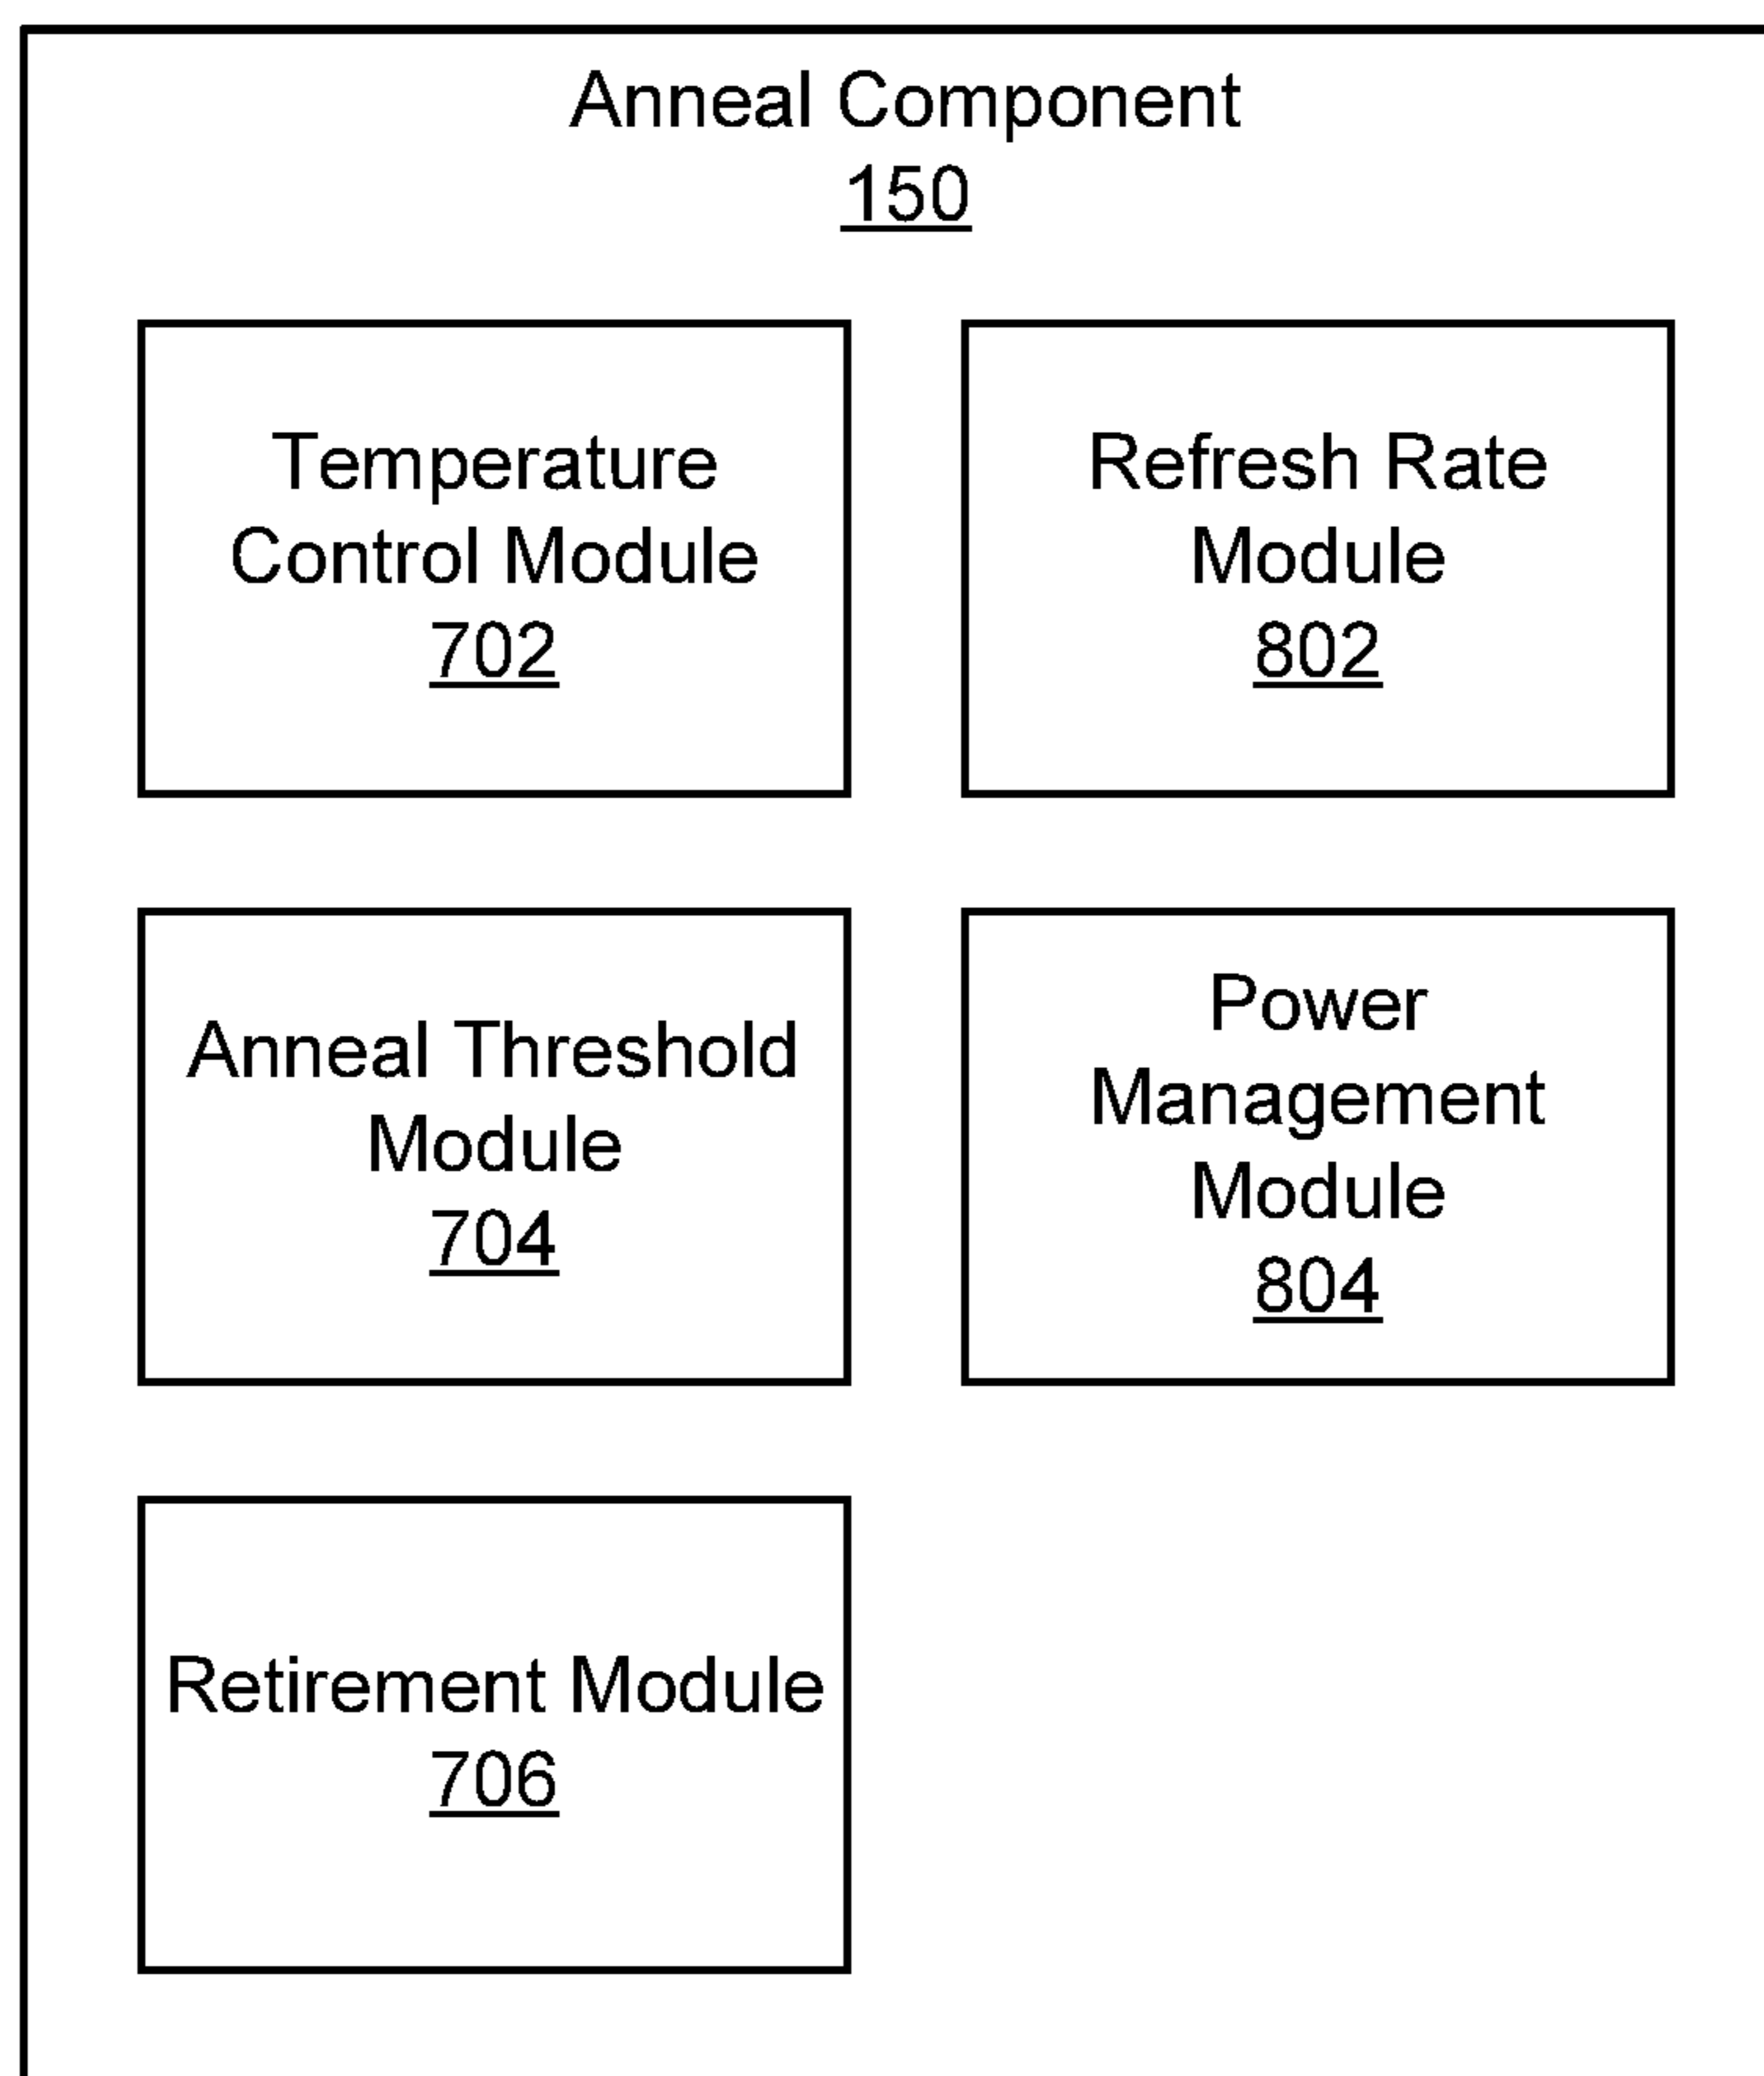 Anneal Component
150
Temperature
Control Module
702
Refresh Rate
Module
802
Anneal Threshold
Module
704
Power
Management
Module
804
Retirement Module
706